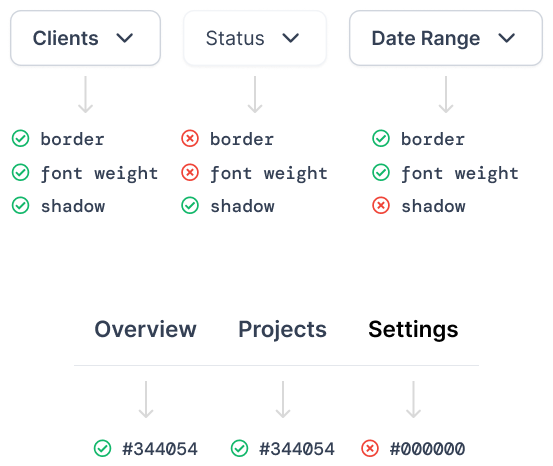 Clients Status Date Range
border border border
font weight font weight font weight
shadow shadow shadow
Overview Projects Settings
#344054 #344054 #000000